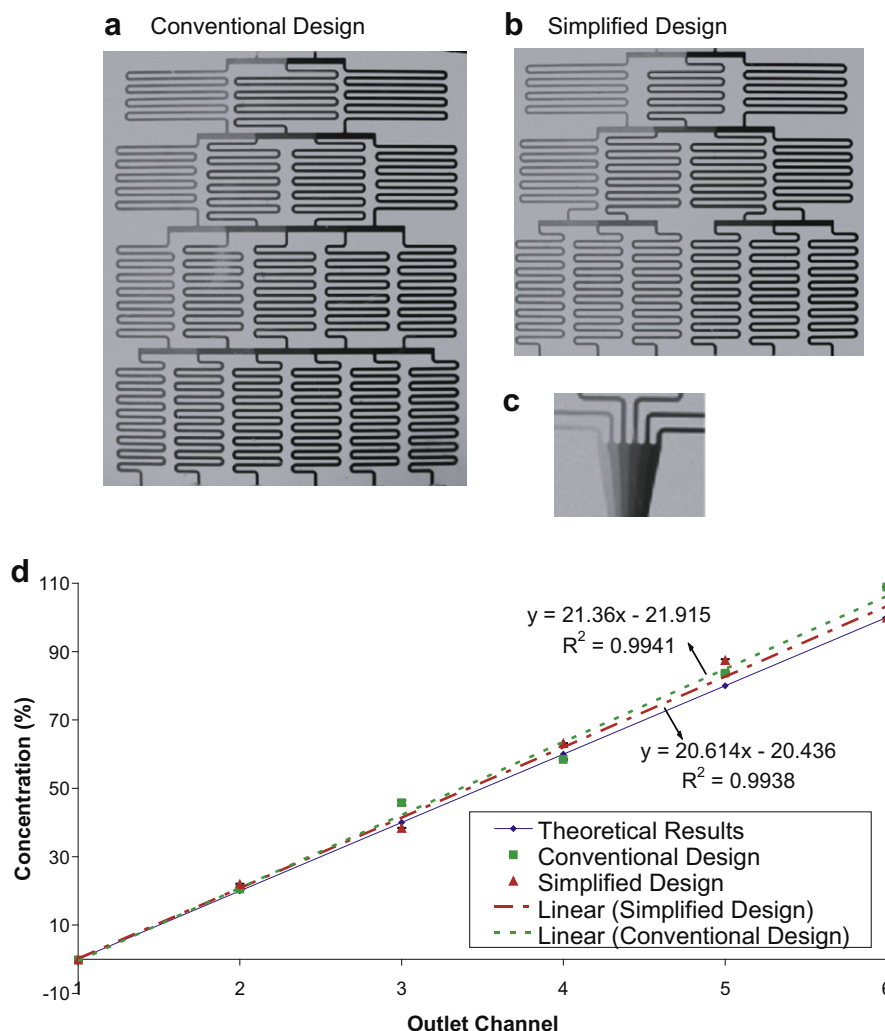 a Conventional Design
b Simplified Design
c
d
Concentration (%)
110
90
70
50
30
10
-10
y = 21.36x - 21.915
R² = 0.9941
y = 20.614x - 20.436
R² = 0.9938
Theoretical Results
Conventional Design
Simplified Design
Linear (Simplified Design)
Linear (Conventional Design)
1 2 3 4 5 6
Outlet Channel